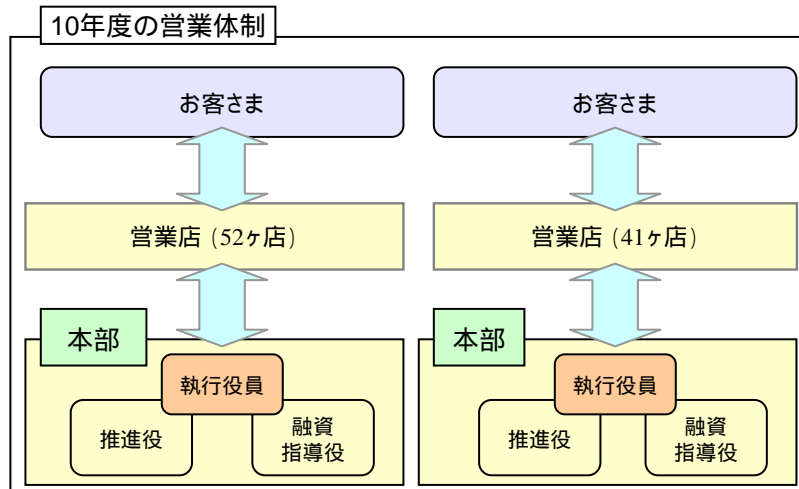 10年度の営業体制
お客さま
お客さま
営業店 (52ヶ店)
営業店 (41ヶ店)
本部
本部
執行役員
執行役員
推進役
融資
指導役
推進役
融資
指導役